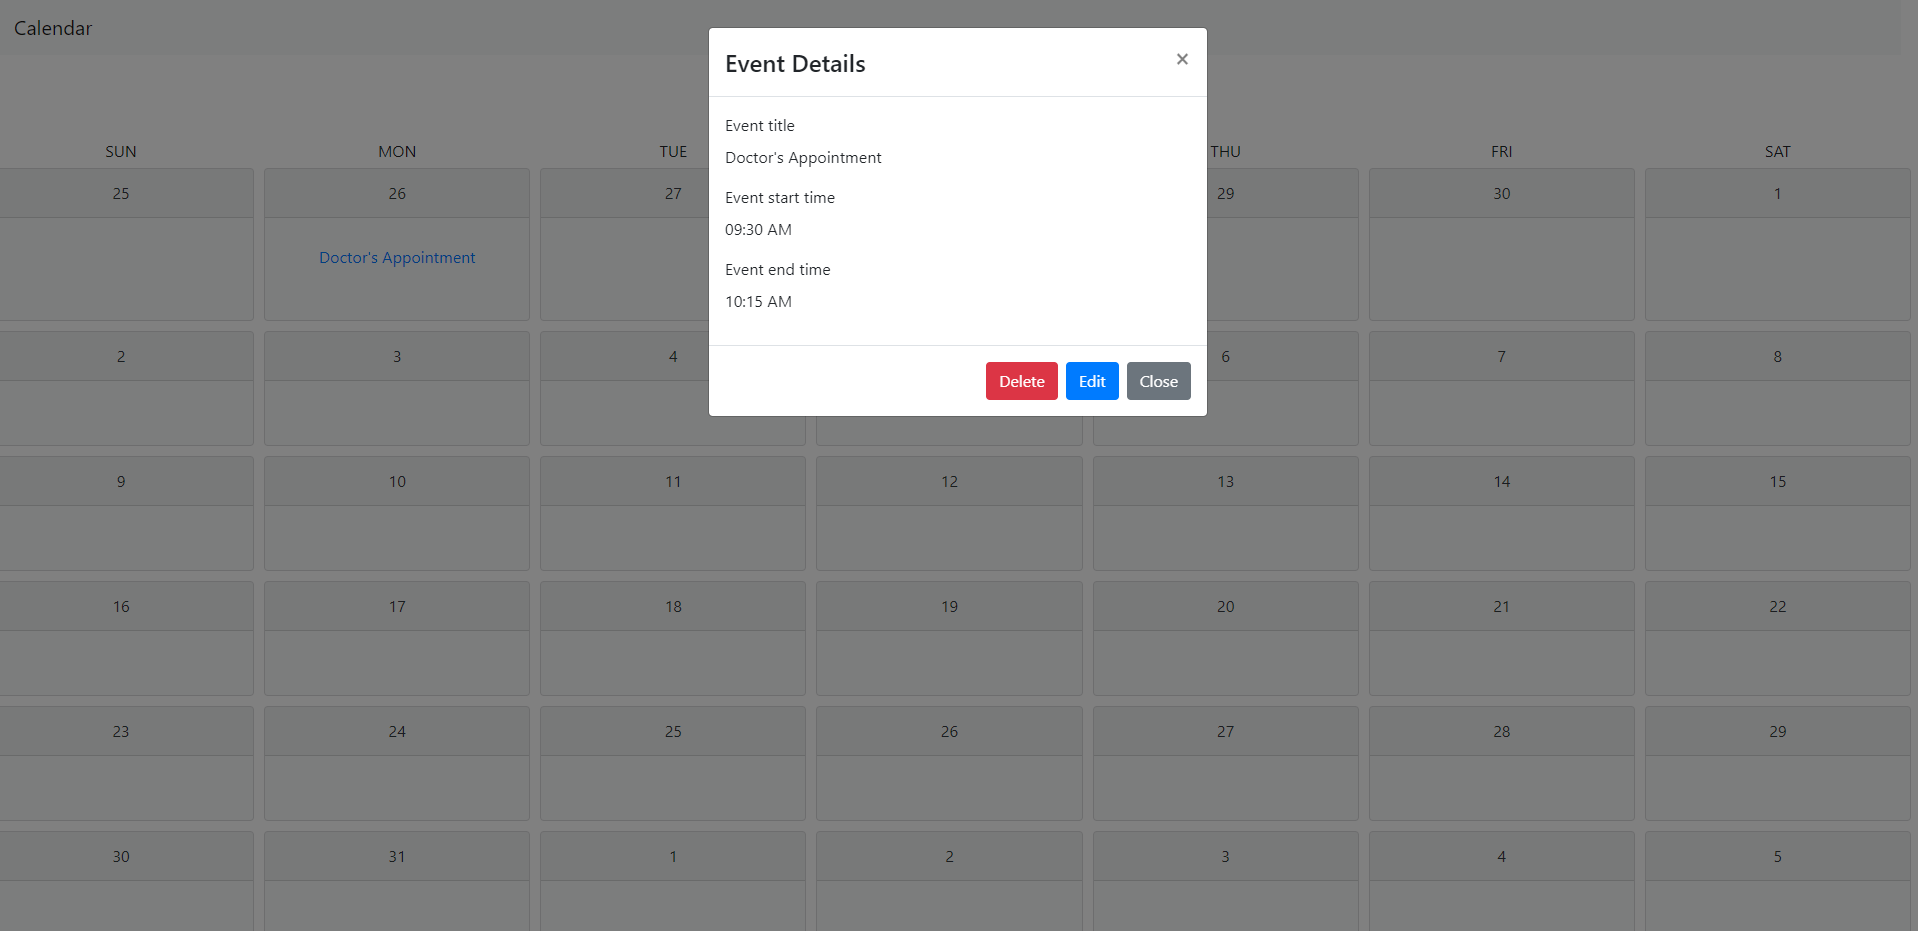 Calendar
Event Details ×
Event title
Doctor's Appointment
Event start time
09:30 AM
Event end time
10:15 AM
Delete Edit Close
SUN MON TUE THU FRI SAT
25 26 27 29 30 1
Doctor's Appointment
2 3 4 6 7 8
9 10 11 12 13 14 15
16 17 18 19 20 21 22
23 24 25 26 27 28 29
30 31 1 2 3 4 5